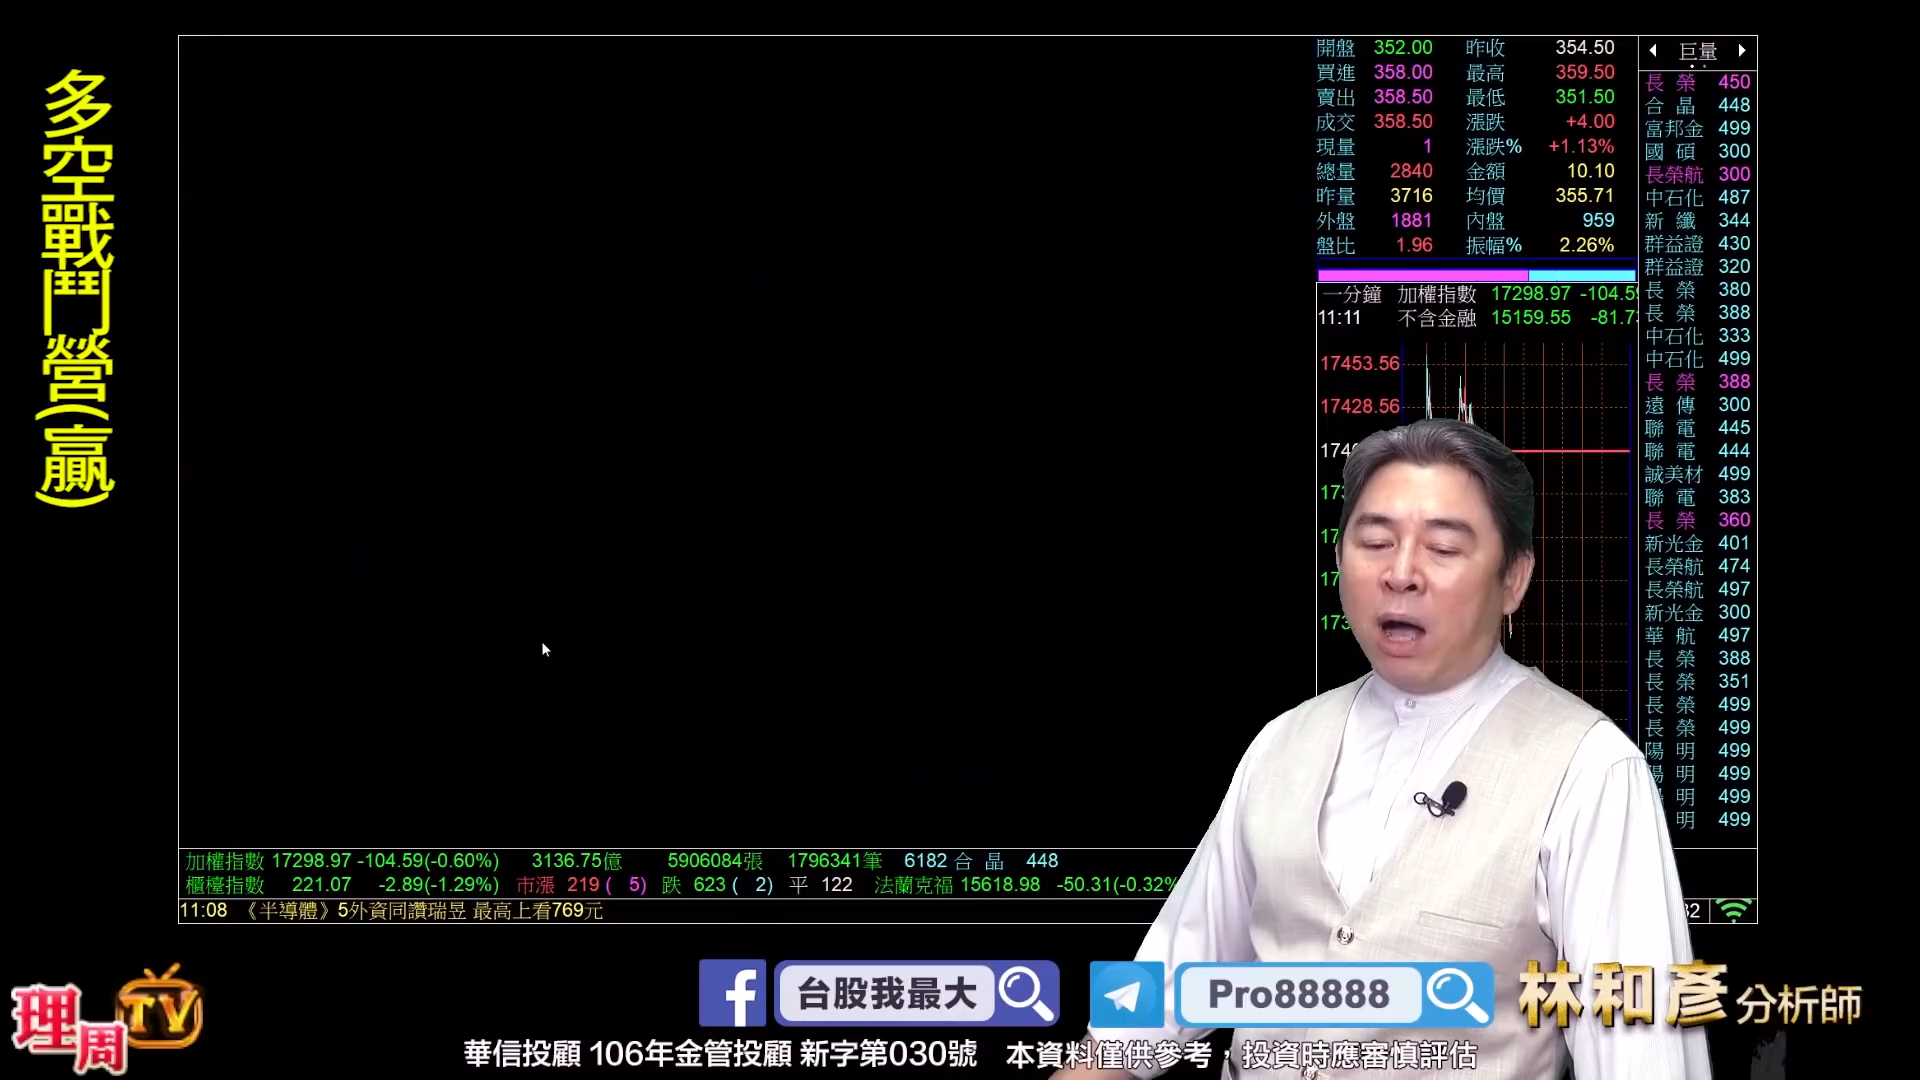 多空戰鬥營(贏)
開盤 352.00 昨收 354.50
買進 358.00 最高 359.50
賣出 358.50 最低 351.50
成交 358.50 漲跌 +4.00
現量 1 漲跌% +1.13%
總量 2840 金額 10.10
昨量 3716 均價 355.71
外盤 1881 內盤 959
盤比 1.96 振幅% 2.26%
一分鐘 加權指數 17298.97 -104.59
11:11 不含金融 15159.55 -81.73
17453.56
17428.56
巨量
長榮 450
合晶 448
富邦金 499
國碩 300
長榮航 300
中石化 487
新纖 344
群益證 430
群益證 320
長榮 380
長榮 388
中石化 333
中石化 499
長榮 388
遠傳 300
聯電 445
聯電 444
誠美材 499
聯電 383
長榮 360
新光金 401
長榮航 474
長榮航 497
新光金 300
華航 497
長榮 388
長榮 351
長榮 499
長榮 499
陽明 499
陽明 499
明 499
明 499
加權指數 17298.97 -104.59(-0.60%) 3136.75億 5906084張 1796341筆 6182 合晶 448
櫃檯指數 221.07 -2.89(-1.29%) 市漲 219 ( 5) 跌 623 ( 2) 平 122 法蘭克福 15618.98 -50.31(-0.32%
11:08 《半導體》5外資同讚瑞昱 最高上看769元
理周TV
台股我最大
Pro88888
林和彥分析師
華信投顧 106年金管投顧 新字第030號 本資料僅供參考,投資時應審慎評估